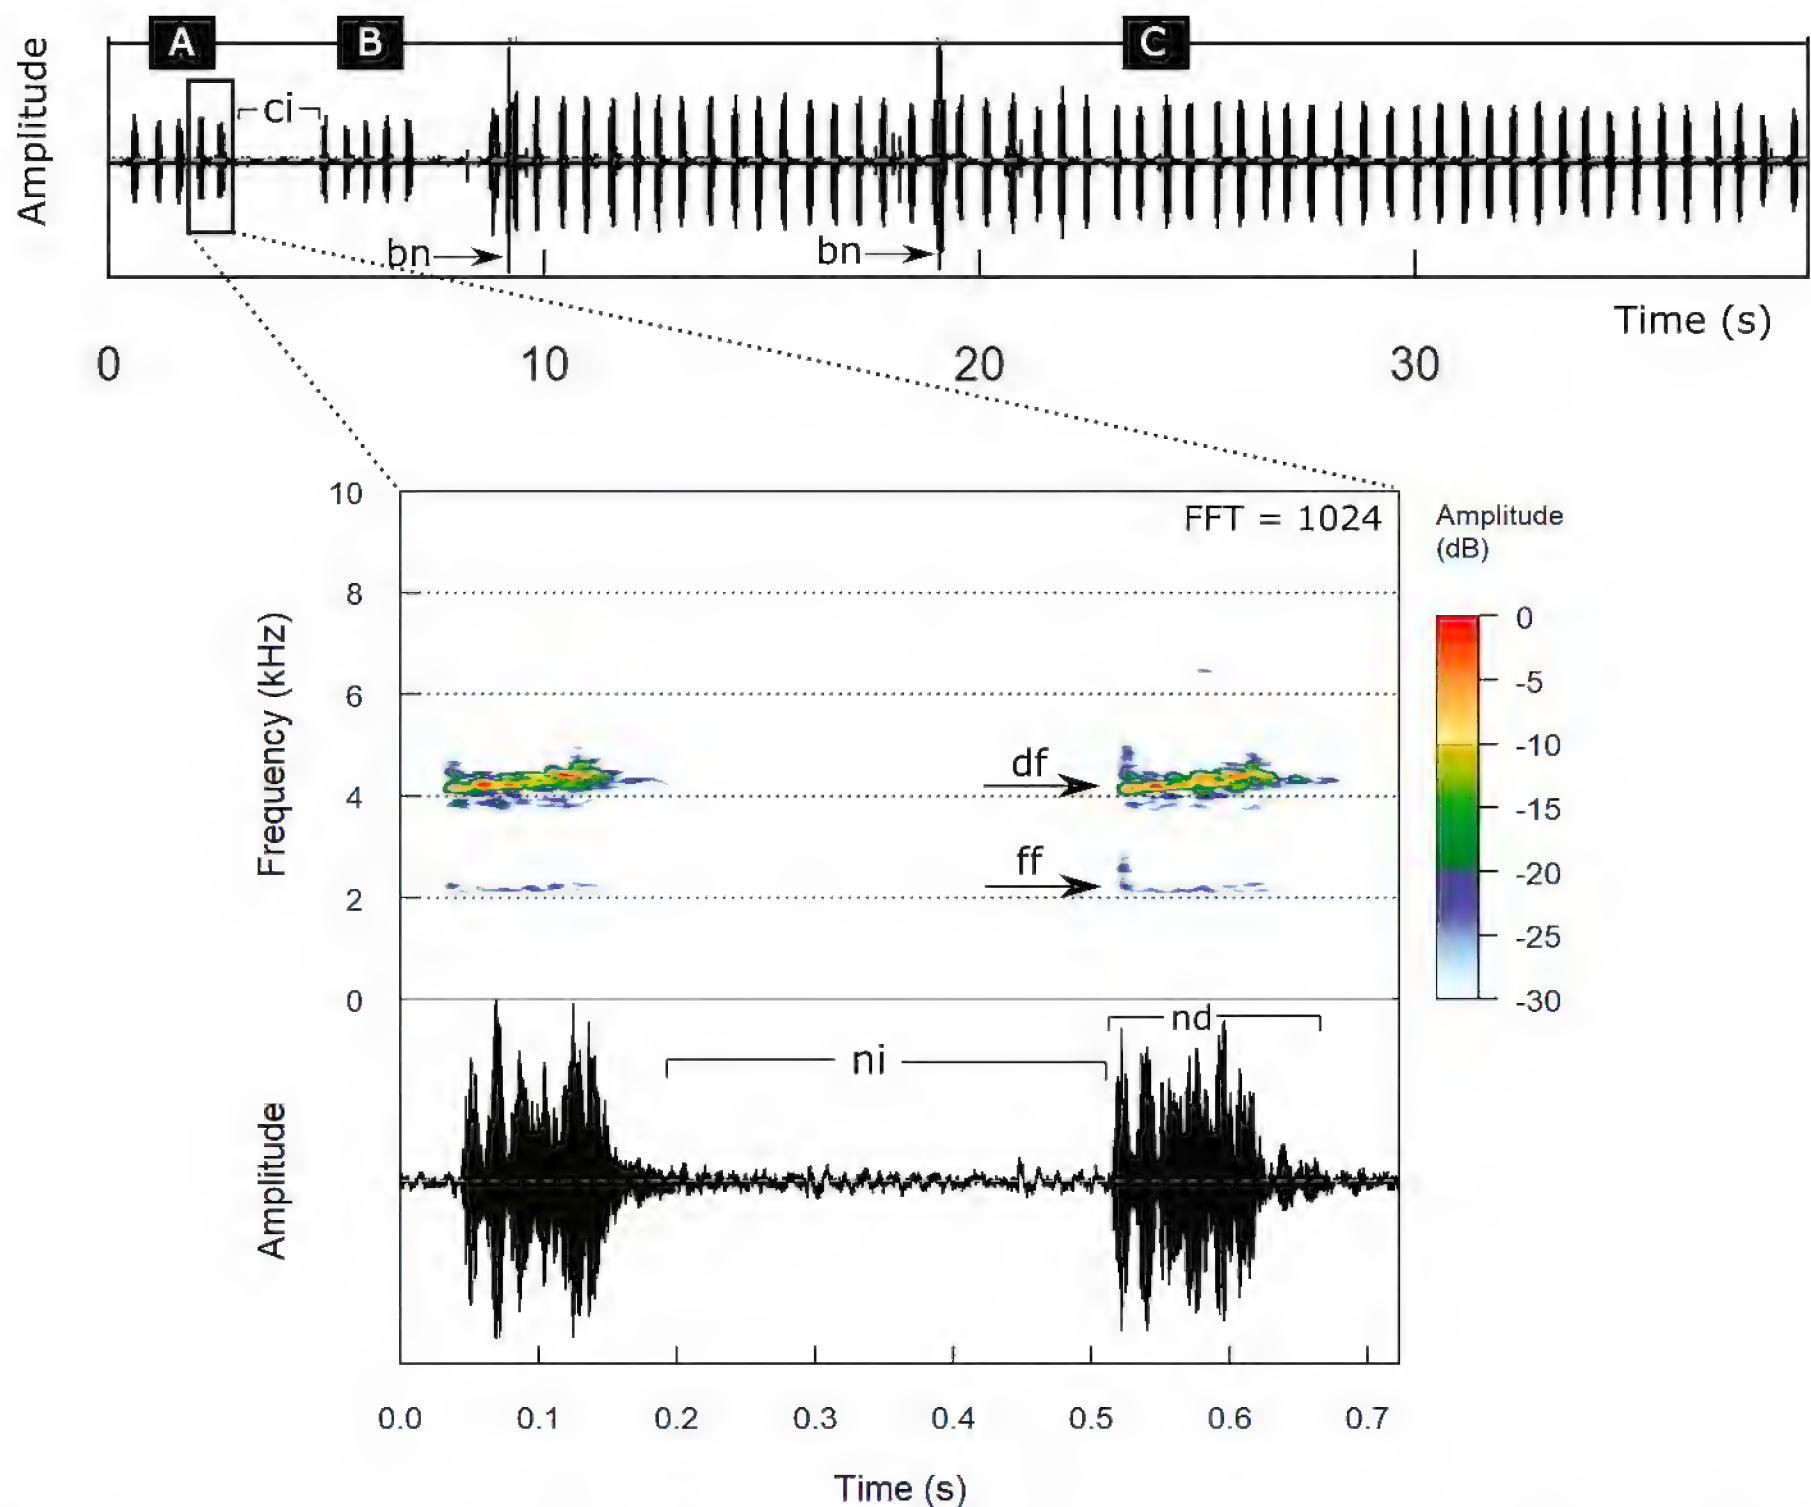 A B C
Amplitude
ci
bn bn
Time (s)
0 10 20 30
FFT = 1024
Amplitude
(dB)
Frequency (kHz)
10
8
6
4
2
0
df
ff
0
-5
-10
-15
-20
-25
-30
Amplitude
ni
nd
0.0 0.1 0.2 0.3 0.4 0.5 0.6 0.7
Time (s)